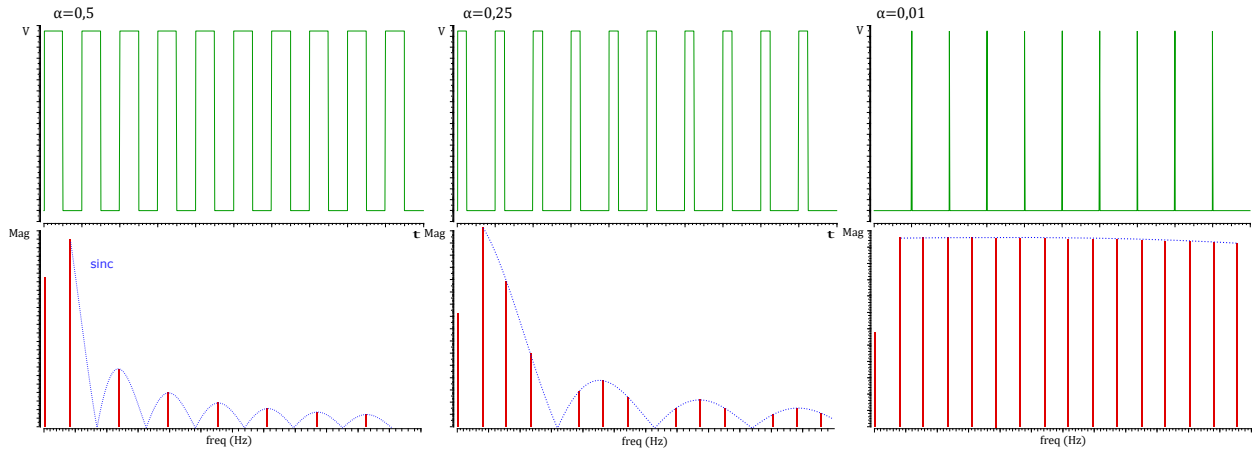 α=0,5
α=0,25
α=0,01
V
V
V
t
t
Mag
Mag
Mag
sinc
freq (Hz)
freq (Hz)
freq (Hz)